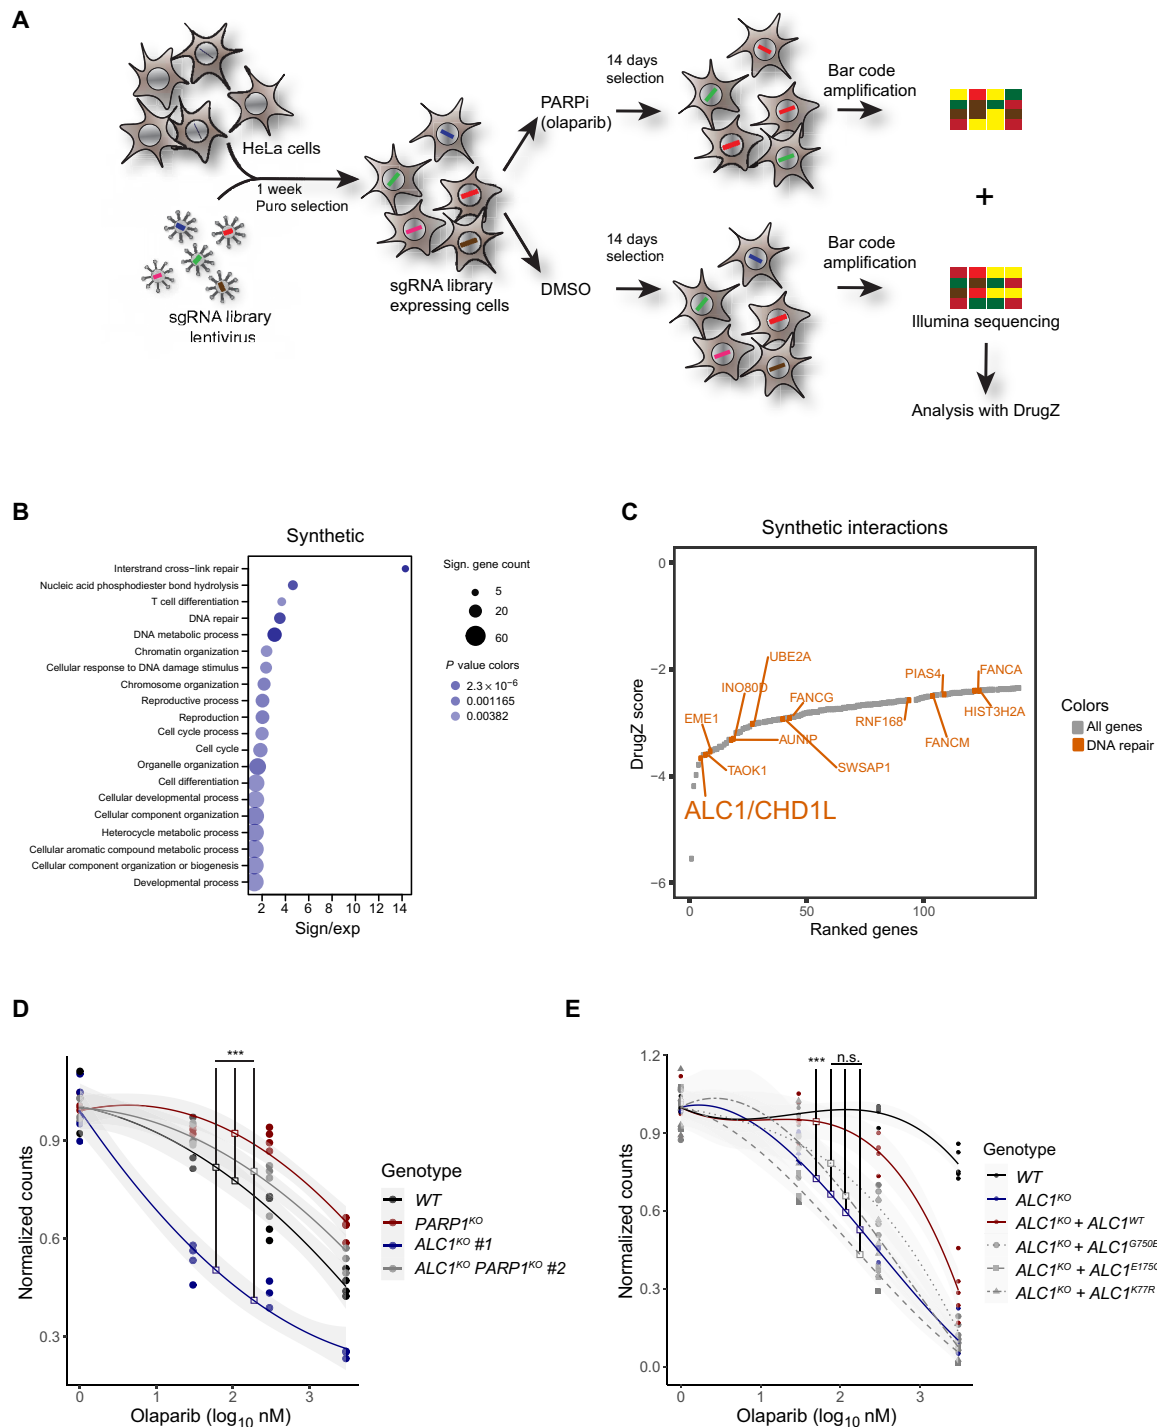 A
HeLa cells
1 week
Puro selection
sgRNA library
lentivirus
sgRNA library
expressing cells
PARPi
(olaparib)
DMSO
14 days
selection
14 days
selection
Bar code
amplification
+
Bar code
amplification
Illumina sequencing
Analysis with DrugZ
B
Synthetic
Interstrand cross-link repair
Nucleic acid phosphodiester bond hydrolysis
T cell differentiation
DNA repair
DNA metabolic process
Chromatin organization
Cellular response to DNA damage stimulus
Chromosome organization
Reproductive process
Reproduction
Cell cycle process
Cell cycle
Organelle organization
Cell differentiation
Cellular developmental process
Cellular component organization
Heterocycle metabolic process
Cellular aromatic compound metabolic process
Cellular component organization or biogenesis
Developmental process
2 4 6 8 10 12 14
Sign/exp
Sign. gene count
5
20
60
P value colors
2.3 × 10⁻⁶
0.001165
0.00382
C
Synthetic interactions
0
−2
−4
−6
DrugZ score
UBE2A
INO80D
FANCG
EME1
AUNIP
TAOK1
SWSAP1
ALC1/CHD1L
PIAS4
FANCA
RNF168
HIST3H2A
FANCM
0 50 100
Ranked genes
Colors
All genes
DNA repair
D
***
0.9
0.6
0.3
Normalized counts
0 1 2 3
Olaparib (log₁₀ nM)
Genotype
WT
PARP1ᴷᴼ
ALC1ᴷᴼ #1
ALC1ᴷᴼ PARP1ᴷᴼ #2
E
*** n.s.
1.2
0.9
0.6
0.3
0.0
Normalized counts
0 1 2 3
Olaparib (log₁₀ nM)
Genotype
WT
ALC1ᴷᴼ
ALC1ᴷᴼ + ALC1ᵂᵀ
ALC1ᴷᴼ + ALC1ᴳ⁷⁵⁰ᴱ
ALC1ᴷᴼ + ALC1ᴱ¹⁷⁵Q
ALC1ᴷᴼ + ALC1ᴷ⁷⁷ᴿ